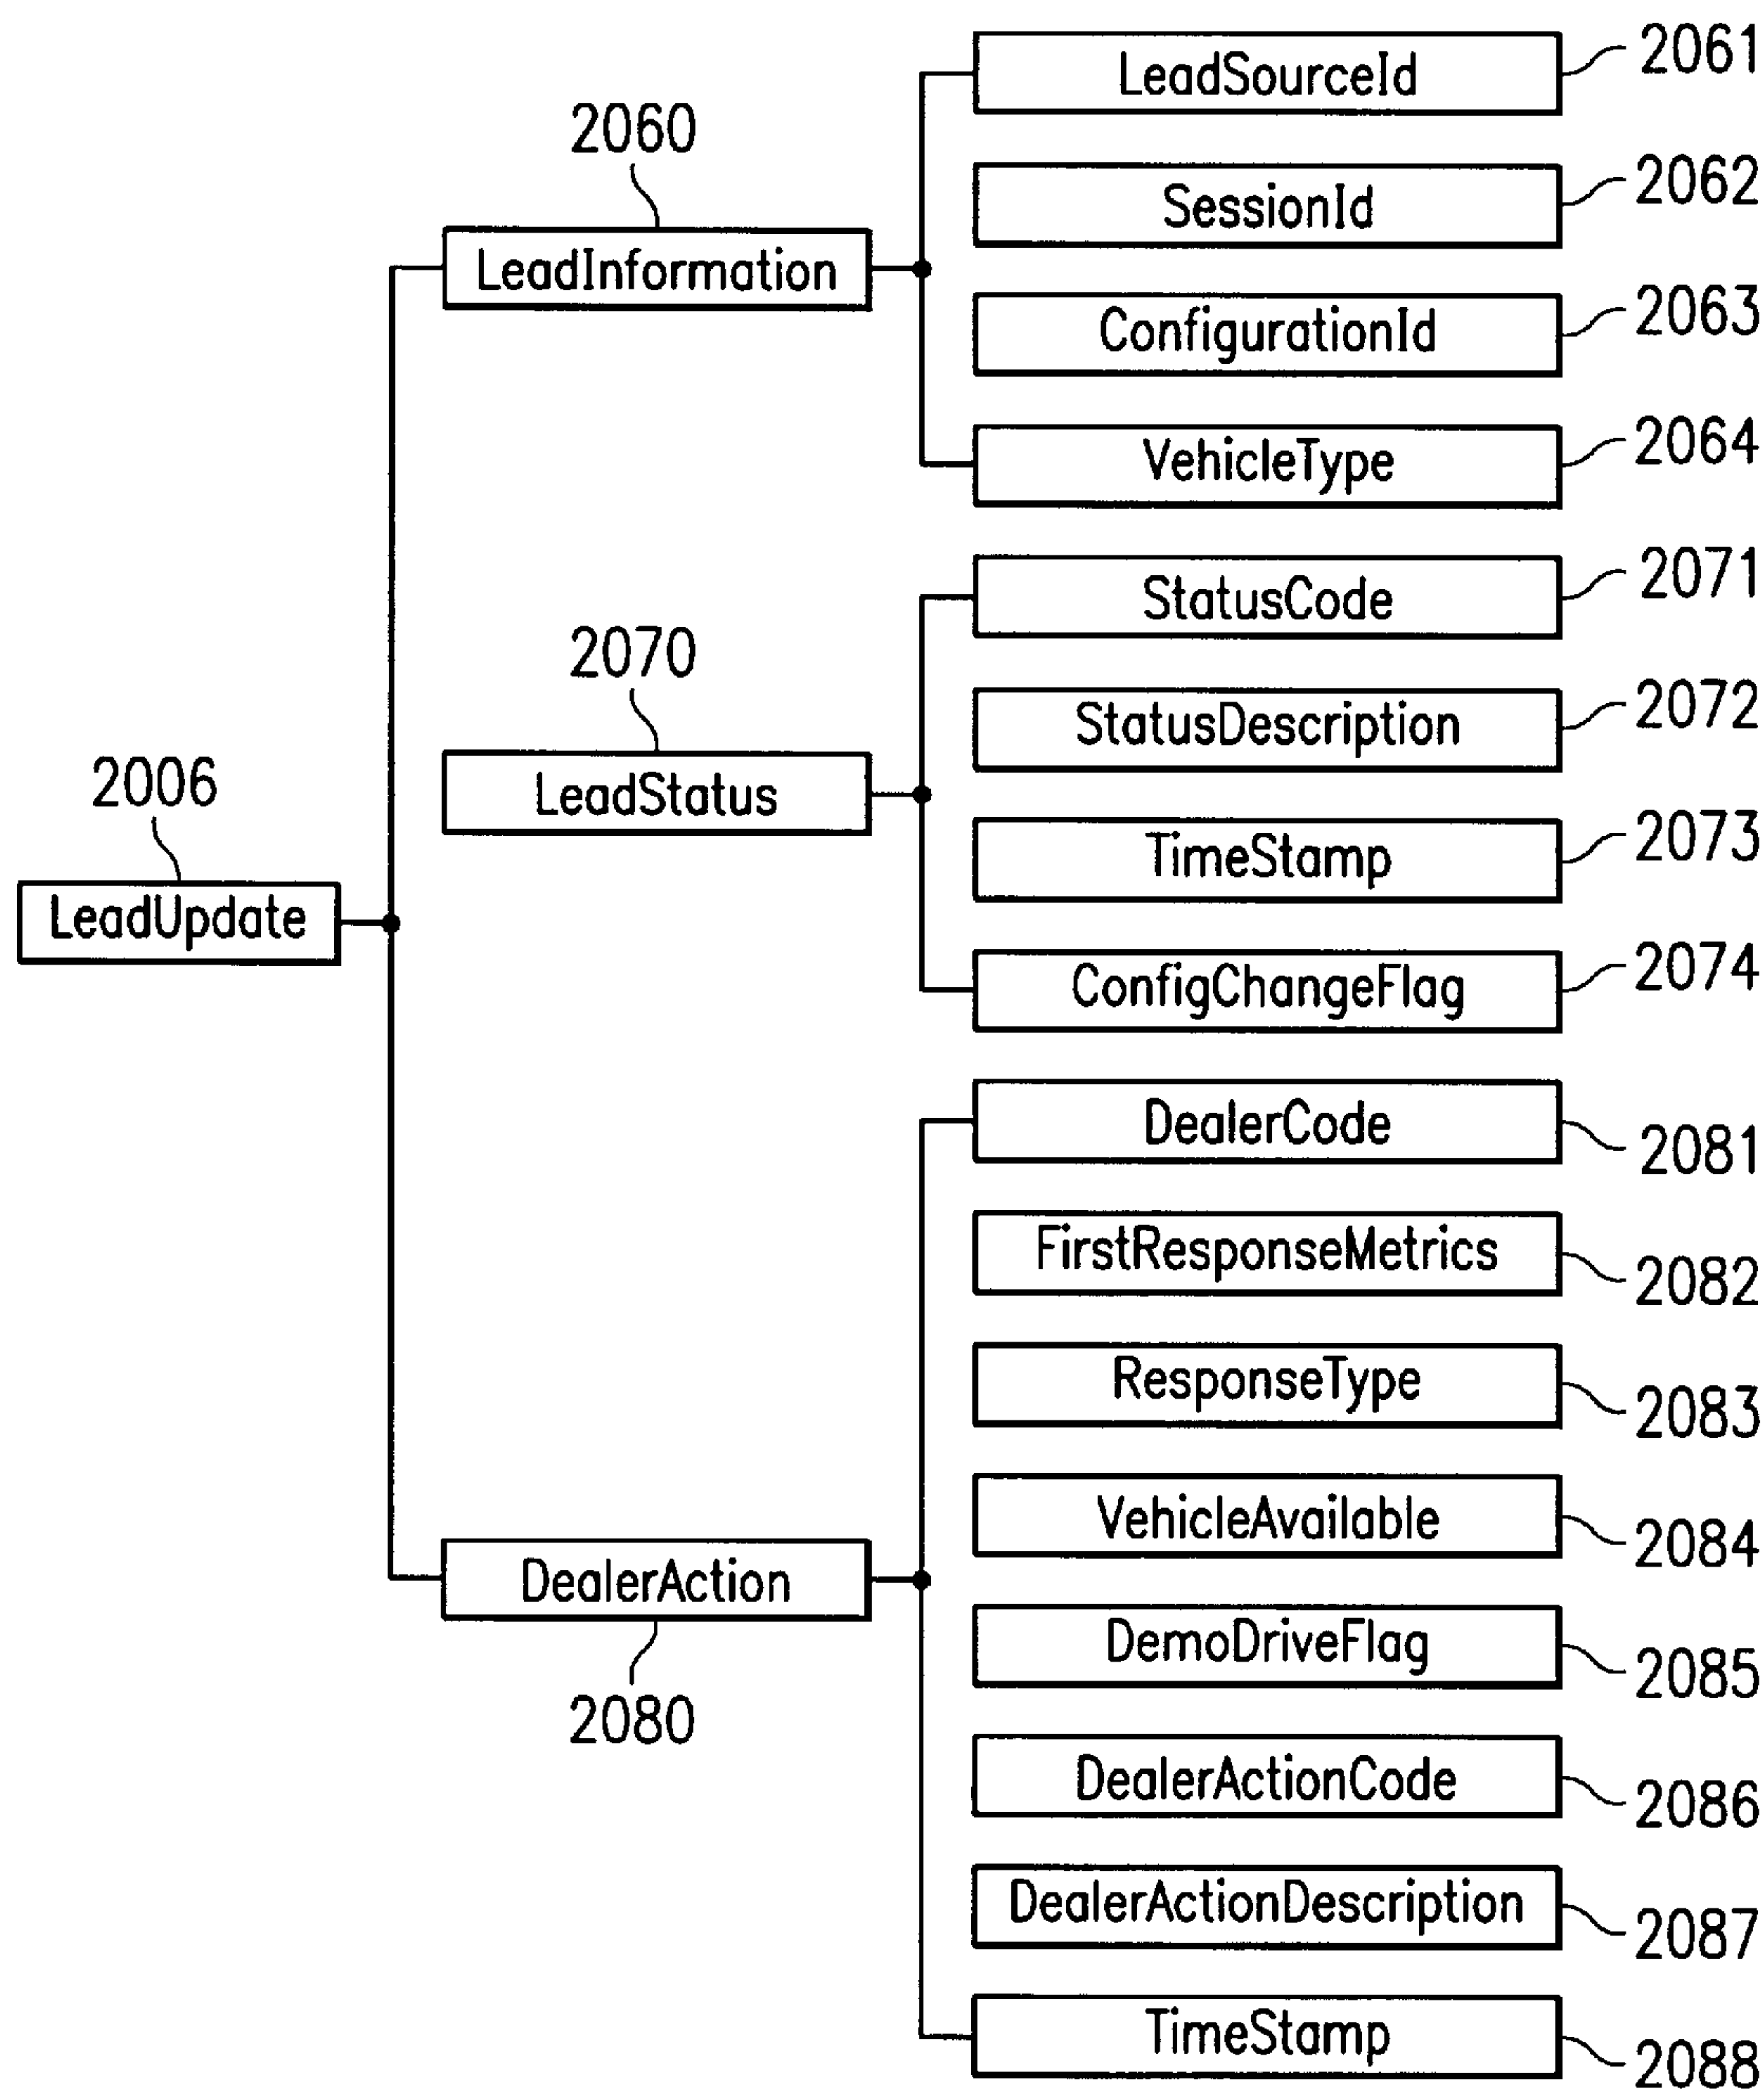 LeadUpdate 2006
LeadInformation 2060
LeadSourceId 2061
SessionId 2062
ConfigurationId 2063
VehicleType 2064
LeadStatus 2070
StatusCode 2071
StatusDescription 2072
TimeStamp 2073
ConfigChangeFlag 2074
DealerAction 2080
DealerCode 2081
FirstResponseMetrics 2082
ResponseType 2083
VehicleAvailable 2084
DemoDriveFlag 2085
DealerActionCode 2086
DealerActionDescription 2087
TimeStamp 2088